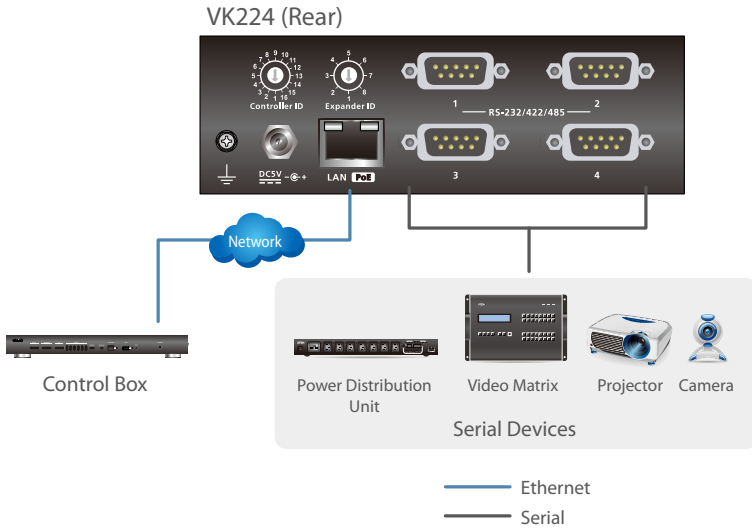 VK224 (Rear)
1 2 3 4 5 6 7 8 9 10 11 12 13 14 15 16
Controller ID
1 2 3 4 5 6 7 8
Expander ID
1
2
RS-232/422/485
DC5V - +
LAN PoE
3
4
Network
Control Box
Power Distribution
Unit
Video Matrix
Projector
Camera
Serial Devices
Ethernet
Serial